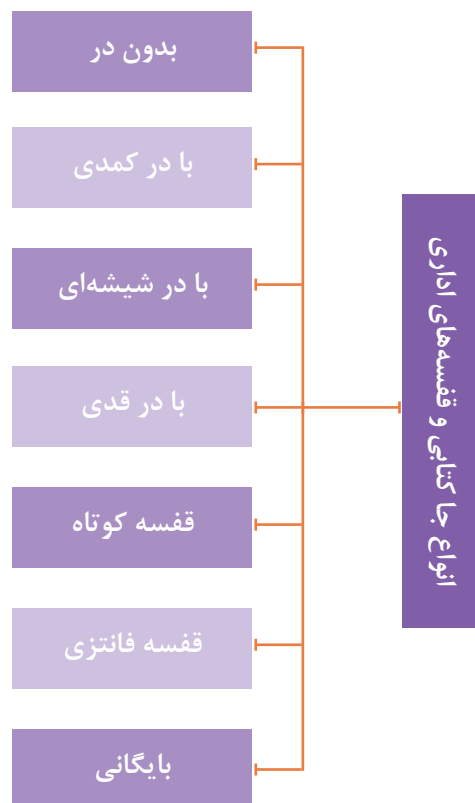 انواع جا کتابی و قفسه‌های اداری
بدون در
با در کمدی
با در شیشه‌ای
با در قدی
قفسه کوتاه
قفسه فانتزی
بایگانی